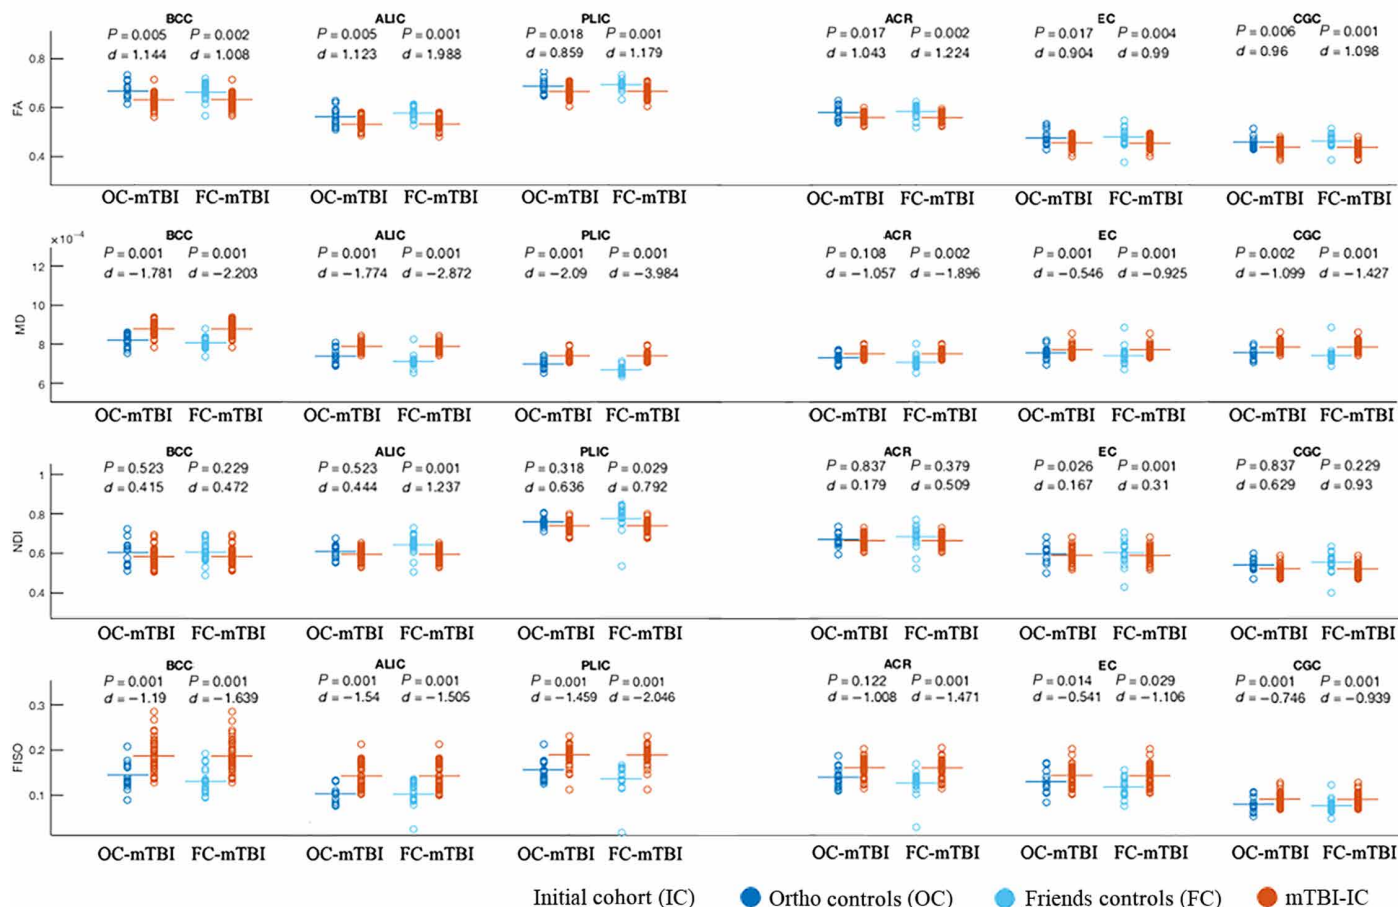 BCC ALIC PLIC ACR EC CGC
P = 0.005 P = 0.002 P = 0.005 P = 0.001 P = 0.018 P = 0.001 P = 0.017 P = 0.002 P = 0.017 P = 0.004 P = 0.006 P = 0.001
d = 1.144 d = 1.008 d = 1.123 d = 1.988 d = 0.859 d = 1.179 d = 1.043 d = 1.224 d = 0.904 d = 0.99 d = 0.96 d = 1.098
0.8
FA
0.6
0.4
OC-mTBI FC-mTBI OC-mTBI FC-mTBI OC-mTBI FC-mTBI OC-mTBI FC-mTBI OC-mTBI FC-mTBI OC-mTBI FC-mTBI
×10⁻⁴
BCC ALIC PLIC ACR EC CGC
P = 0.001 P = 0.001 P = 0.001 P = 0.001 P = 0.001 P = 0.001 P = 0.108 P = 0.002 P = 0.001 P = 0.001 P = 0.002 P = 0.001
12
d = −1.781 d = −2.203 d = −1.774 d = −2.872 d = −2.09 d = −3.984 d = −1.057 d = −1.896 d = −0.546 d = −0.925 d = −1.099 d = −1.427
10
MD
8
6
OC-mTBI FC-mTBI OC-mTBI FC-mTBI OC-mTBI FC-mTBI OC-mTBI FC-mTBI OC-mTBI FC-mTBI OC-mTBI FC-mTBI
BCC ALIC PLIC ACR EC CGC
P = 0.523 P = 0.229 P = 0.523 P = 0.001 P = 0.318 P = 0.029 P = 0.837 P = 0.379 P = 0.026 P = 0.001 P = 0.837 P = 0.229
1
d = 0.415 d = 0.472 d = 0.444 d = 1.237 d = 0.636 d = 0.792 d = 0.179 d = 0.509 d = 0.167 d = 0.31 d = 0.629 d = 0.93
0.8
NDI
0.6
0.4
OC-mTBI FC-mTBI OC-mTBI FC-mTBI OC-mTBI FC-mTBI OC-mTBI FC-mTBI OC-mTBI FC-mTBI OC-mTBI FC-mTBI
BCC ALIC PLIC ACR EC CGC
P = 0.001 P = 0.001 P = 0.001 P = 0.001 P = 0.001 P = 0.001 P = 0.122 P = 0.001 P = 0.014 P = 0.029 P = 0.001 P = 0.001
d = −1.19 d = −1.639 d = −1.54 d = −1.505 d = −1.459 d = −2.046 d = −1.008 d = −1.471 d = −0.541 d = −1.106 d = −0.746 d = −0.939
0.3
0.2
FISO
0.1
OC-mTBI FC-mTBI OC-mTBI FC-mTBI OC-mTBI FC-mTBI OC-mTBI FC-mTBI OC-mTBI FC-mTBI OC-mTBI FC-mTBI
Initial cohort (IC) Ortho controls (OC) Friends controls (FC) mTBI-IC